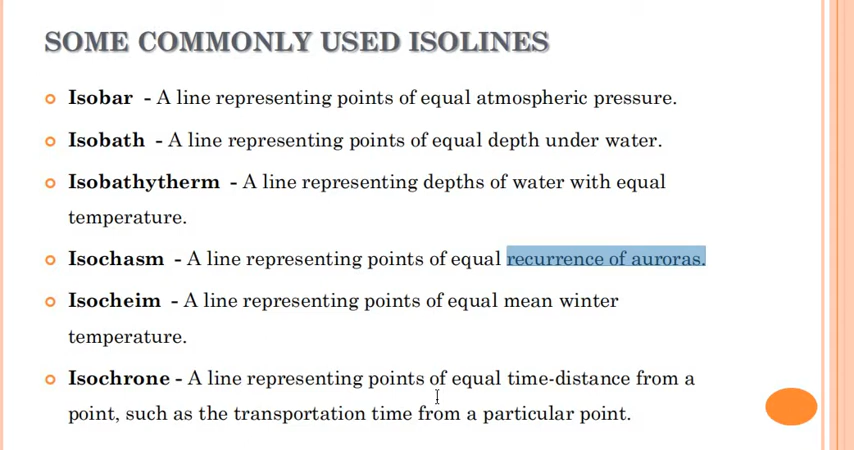 SOME COMMONLY USED ISOLINES
Isobar - A line representing points of equal atmospheric pressure.
Isobath - A line representing points of equal depth under water.
Isobathytherm - A line representing depths of water with equal
temperature.
Isochasm - A line representing points of equal recurrence of auroras.
Isocheim - A line representing points of equal mean winter
temperature.
Isochrone - A line representing points of equal time-distance from a
point, such as the transportation time from a particular point.